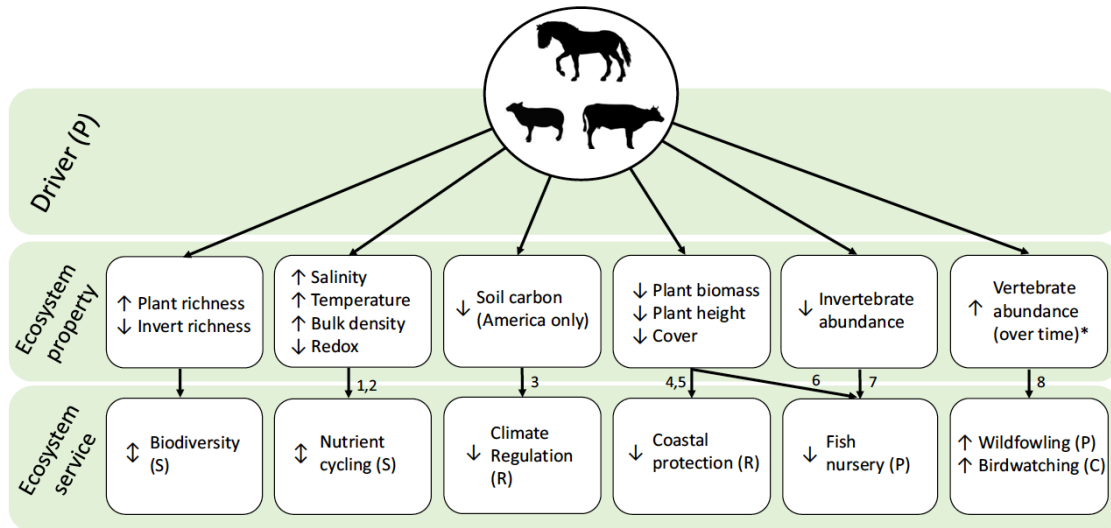 Driver (P)
Ecosystem
property
↑ Plant richness
↓ Invert richness
↑ Salinity
↑ Temperature
↑ Bulk density
↓ Redox
↓ Soil carbon
(America only)
↓ Plant biomass
↓ Plant height
↓ Cover
↓ Invertebrate
abundance
Vertebrate
↑ abundance
(over time)*
1,2
3
4,5
6
7
8
Ecosystem
service
↕ Biodiversity
(S)
↕ Nutrient
cycling (S)
Climate
↓ Regulation
(R)
↓ Coastal
protection (R)
↓ Fish
nursery (P)
↑ Wildfowling (P)
↑ Birdwatching (C)